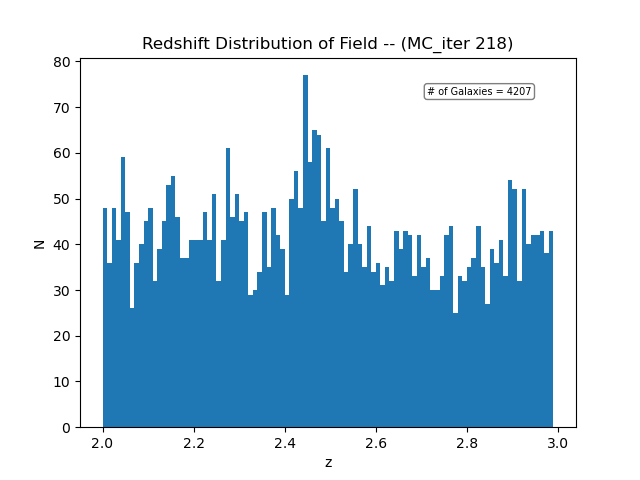 Redshift Distribution of Field -- (MC_iter 218)
# of Galaxies = 4207
80
70
60
50
40
30
20
10
0
N
2.0 2.2 2.4 2.6 2.8 3.0
z